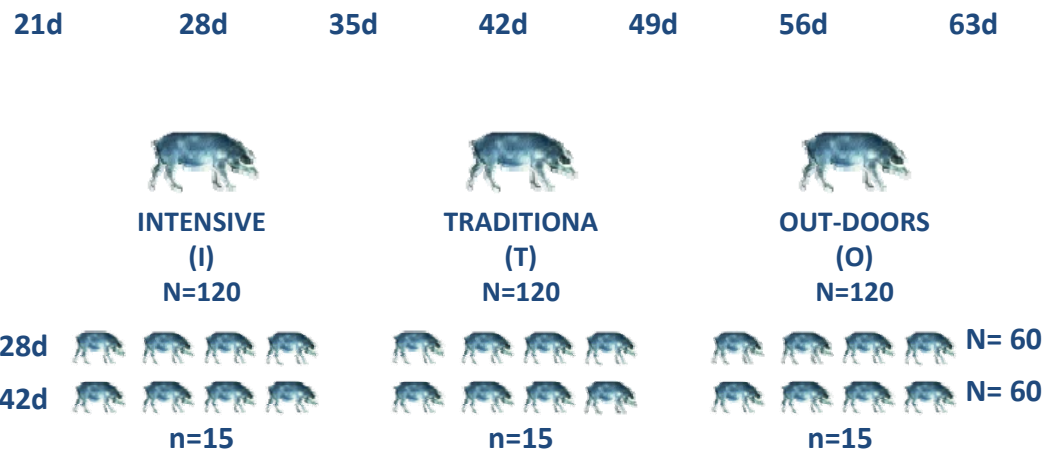 21d 28d 35d 42d 49d 56d 63d
INTENSIVE TRADITIONA OUT-DOORS
(I) (T) (O)
N=120 N=120 N=120
28d N= 60
42d N= 60
n=15 n=15 n=15